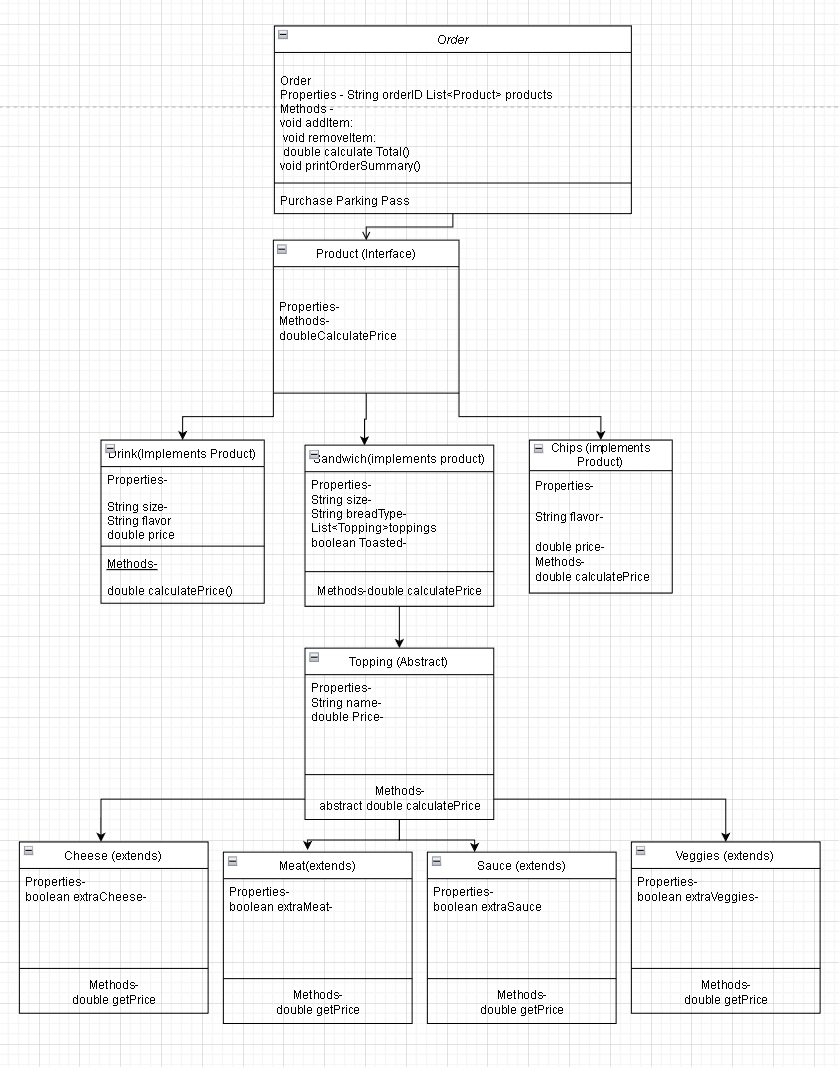 Order
Order
Properties - String orderID List<Product> products
Methods -
void addItem:
void removeItem:
double calculate Total()
void printOrderSummary()
Purchase Parking Pass
Product (Interface)
Properties-
Methods-
doubleCalculatePrice
Drink(Implements Product)
Properties-
String size-
String flavor
double price
Methods-
double calculatePrice()
Sandwich(implements product)
Properties-
String size-
String breadType-
List<Topping>toppings
boolean Toasted-
Methods-double calculatePrice
Chips (implements
Product)
Properties-
String flavor-
double price-
Methods-
double calculatePrice
Topping (Abstract)
Properties-
String name-
double Price-
Methods-
abstract double calculatePrice
Cheese (extends)
Properties-
boolean extraCheese-
Methods-
double getPrice
Meat(extends)
Properties-
boolean extraMeat-
Methods-
double getPrice
Sauce (extends)
Properties-
boolean extraSauce
Methods-
double getPrice
Veggies (extends)
Properties-
boolean extraVeggies-
Methods-
double getPrice